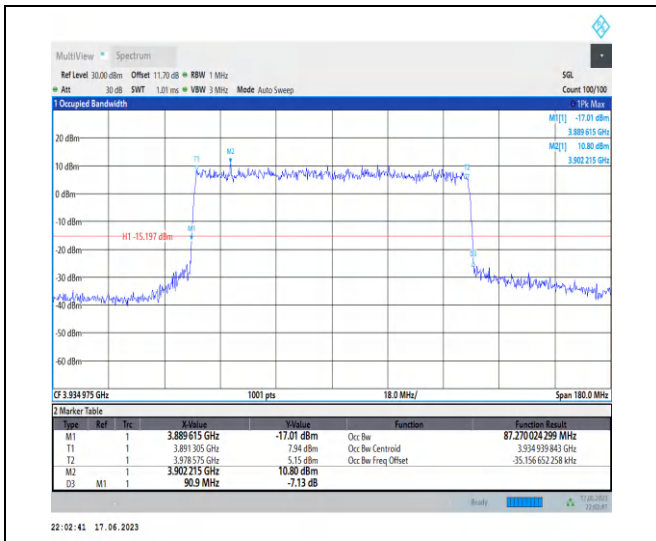 MultiView Spectrum
Ref Level 30.00 dBm Offset 11.70 dB RBW 1 MHz SGL
Att 30 dB SWT 1.01 ms VBW 3 MHz Mode Auto Sweep Count 100/100
1 Occupied Bandwidth 1Pk Max
M1[1] -17.01 dBm
3.889 615 GHz
M2[1] 10.80 dBm
3.902 215 GHz
20 dBm
M2
T1
T2
10 dBm
0 dBm
-10 dBm
M1
H1 -15.197 dBm
-20 dBm
D3
-30 dBm
-40 dBm
-50 dBm
-60 dBm
CF 3.934 975 GHz 1001 pts 18.0 MHz/ Span 180.0 MHz
2 Marker Table
Type Ref Trc X-Value Y-Value Function Function Result
M1 1 3.889 615 GHz -17.01 dBm Occ Bw 87.270 024 299 MHz
T1 1 3.891 305 GHz 7.94 dBm Occ Bw Centroid 3.934 939 843 GHz
T2 1 3.978 575 GHz 5.15 dBm Occ Bw Freq Offset -35.156 652 258 kHz
M2 1 3.902 215 GHz 10.80 dBm
D3 M1 1 90.9 MHz -7.13 dB
Ready 17.06.2023
22:02:41
22:02:41 17.06.2023